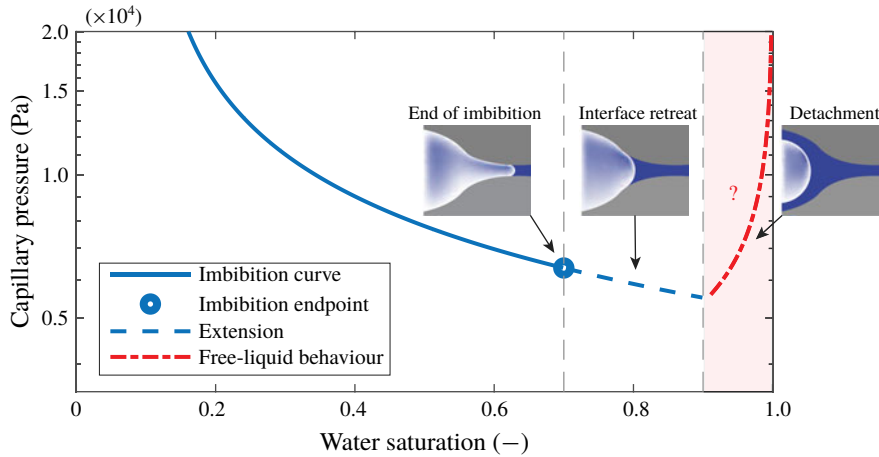 (×10⁴)
2.0
1.5
1.0
0.5
Capillary pressure (Pa)
End of imbibition
Interface retreat
Detachment
?
Imbibition curve
Imbibition endpoint
Extension
Free-liquid behaviour
0
0.2
0.4
0.6
0.8
1.0
Water saturation (−)